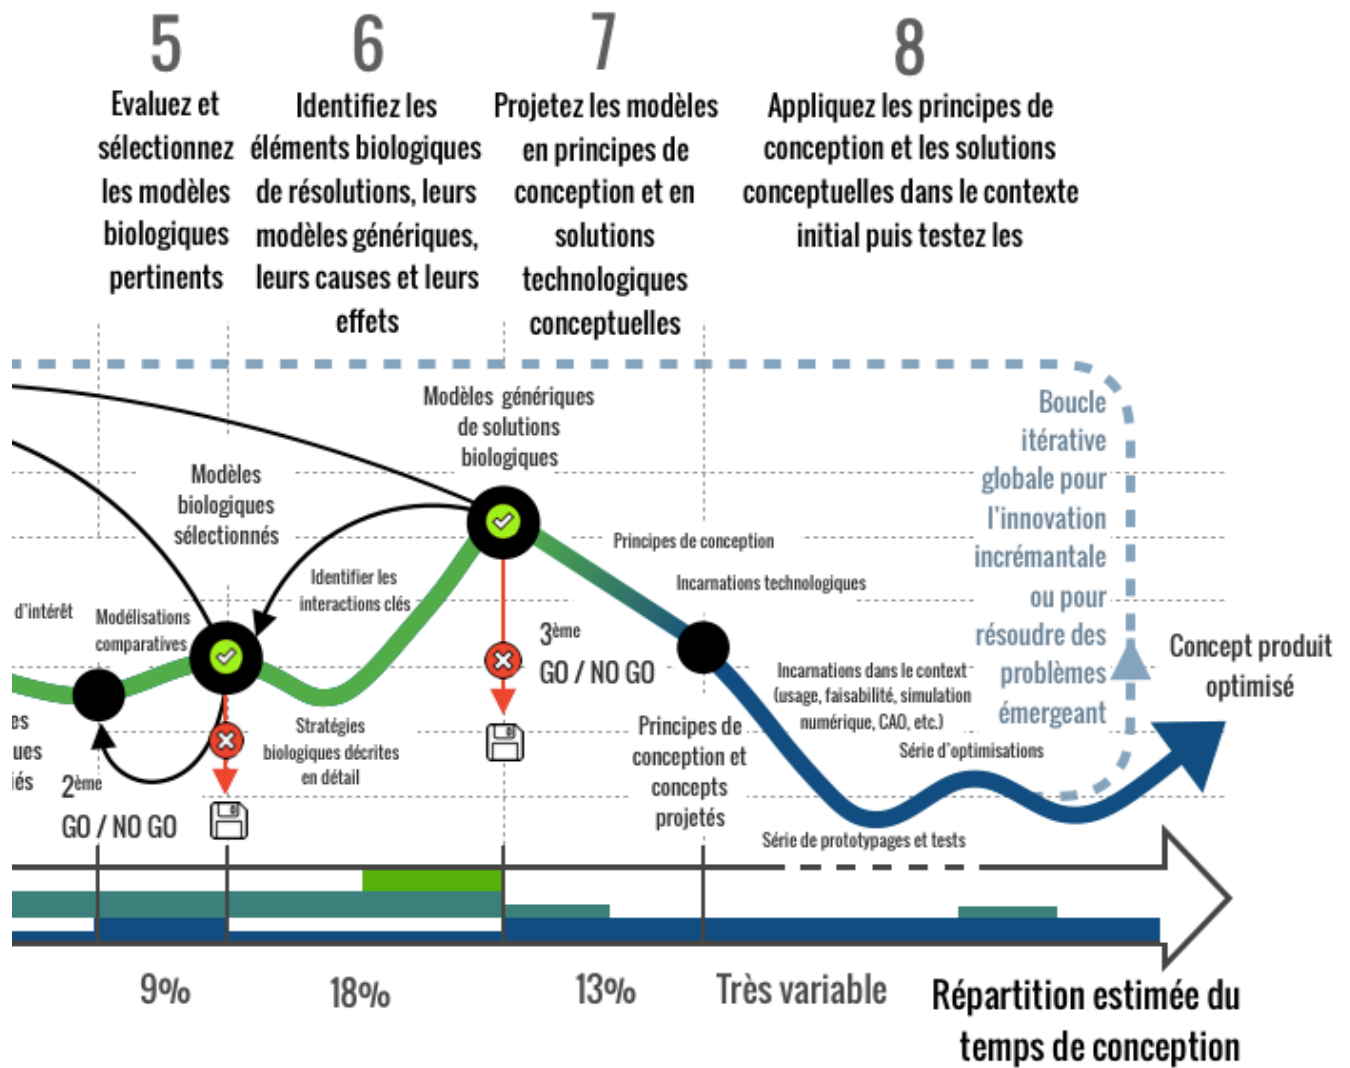 5
Evaluez et
sélectionnez
les modèles
biologiques
pertinents
6
Identifiez les
éléments biologiques
de résolutions, leurs
modèles génériques,
leurs causes et leurs
effets
7
Projetez les modèles
en principes de
conception et en
solutions
technologiques
conceptuelles
8
Appliquez les principes de
conception et les solutions
conceptuelles dans le contexte
initial puis testez les
Modèles génériques
de solutions
biologiques
Modèles
biologiques
sélectionnés
Boucle
itérative
globale pour
l'innovation
incrémantale
ou pour
résoudre des
problèmes
émergeant
Principes de conception
Incarnations technologiques
Identifier les
interactions clés
d'intérêt
Modélisations
comparatives
3ème
GO / NO GO
Incarnations dans le context
(usage, faisabilité, simulation
numérique, CAO, etc.)
Concept produit
optimisé
es
ues
iés
2ème
GO / NO GO
Stratégies
biologiques décrites
en détail
Principes de
conception et
concepts
projetés
Série d'optimisations
Série de prototypages et tests
9%
18%
13%
Très variable
Répartition estimée du
temps de conception